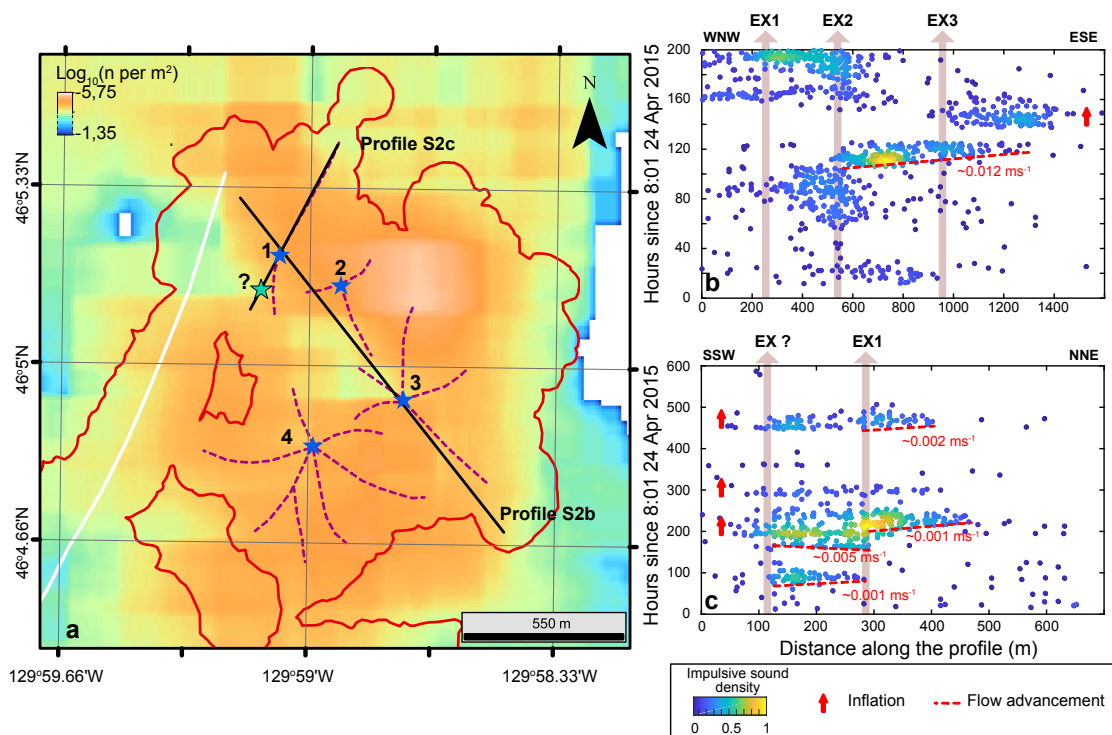 Log₁₀(n per m²)
-5,75
-1,35
N
Profile S2c
1
2
?
3
4
Profile S2b
a
550 m
46°5.33'N
46°5'N
46°4.66'N
129°59.66'W
129°59'W
129°58.33'W
EX1
EX2
EX3
WNW
ESE
200
160
120
80
40
0
Hours since 8:01 24 Apr 2015
~0.012 ms⁻¹
b
0 200 400 600 800 1000 1200 1400
EX ?
EX1
SSW
NNE
600
500
400
300
200
100
0
Hours since 8:01 24 Apr 2015
~0.002 ms⁻¹
~0.001 ms⁻¹
~0.005 ms⁻¹
~0.001 ms⁻¹
c
0 100 200 300 400 500 600
Distance along the profile (m)
Impulsive sound
density
0 0.5 1
Inflation
Flow advancement